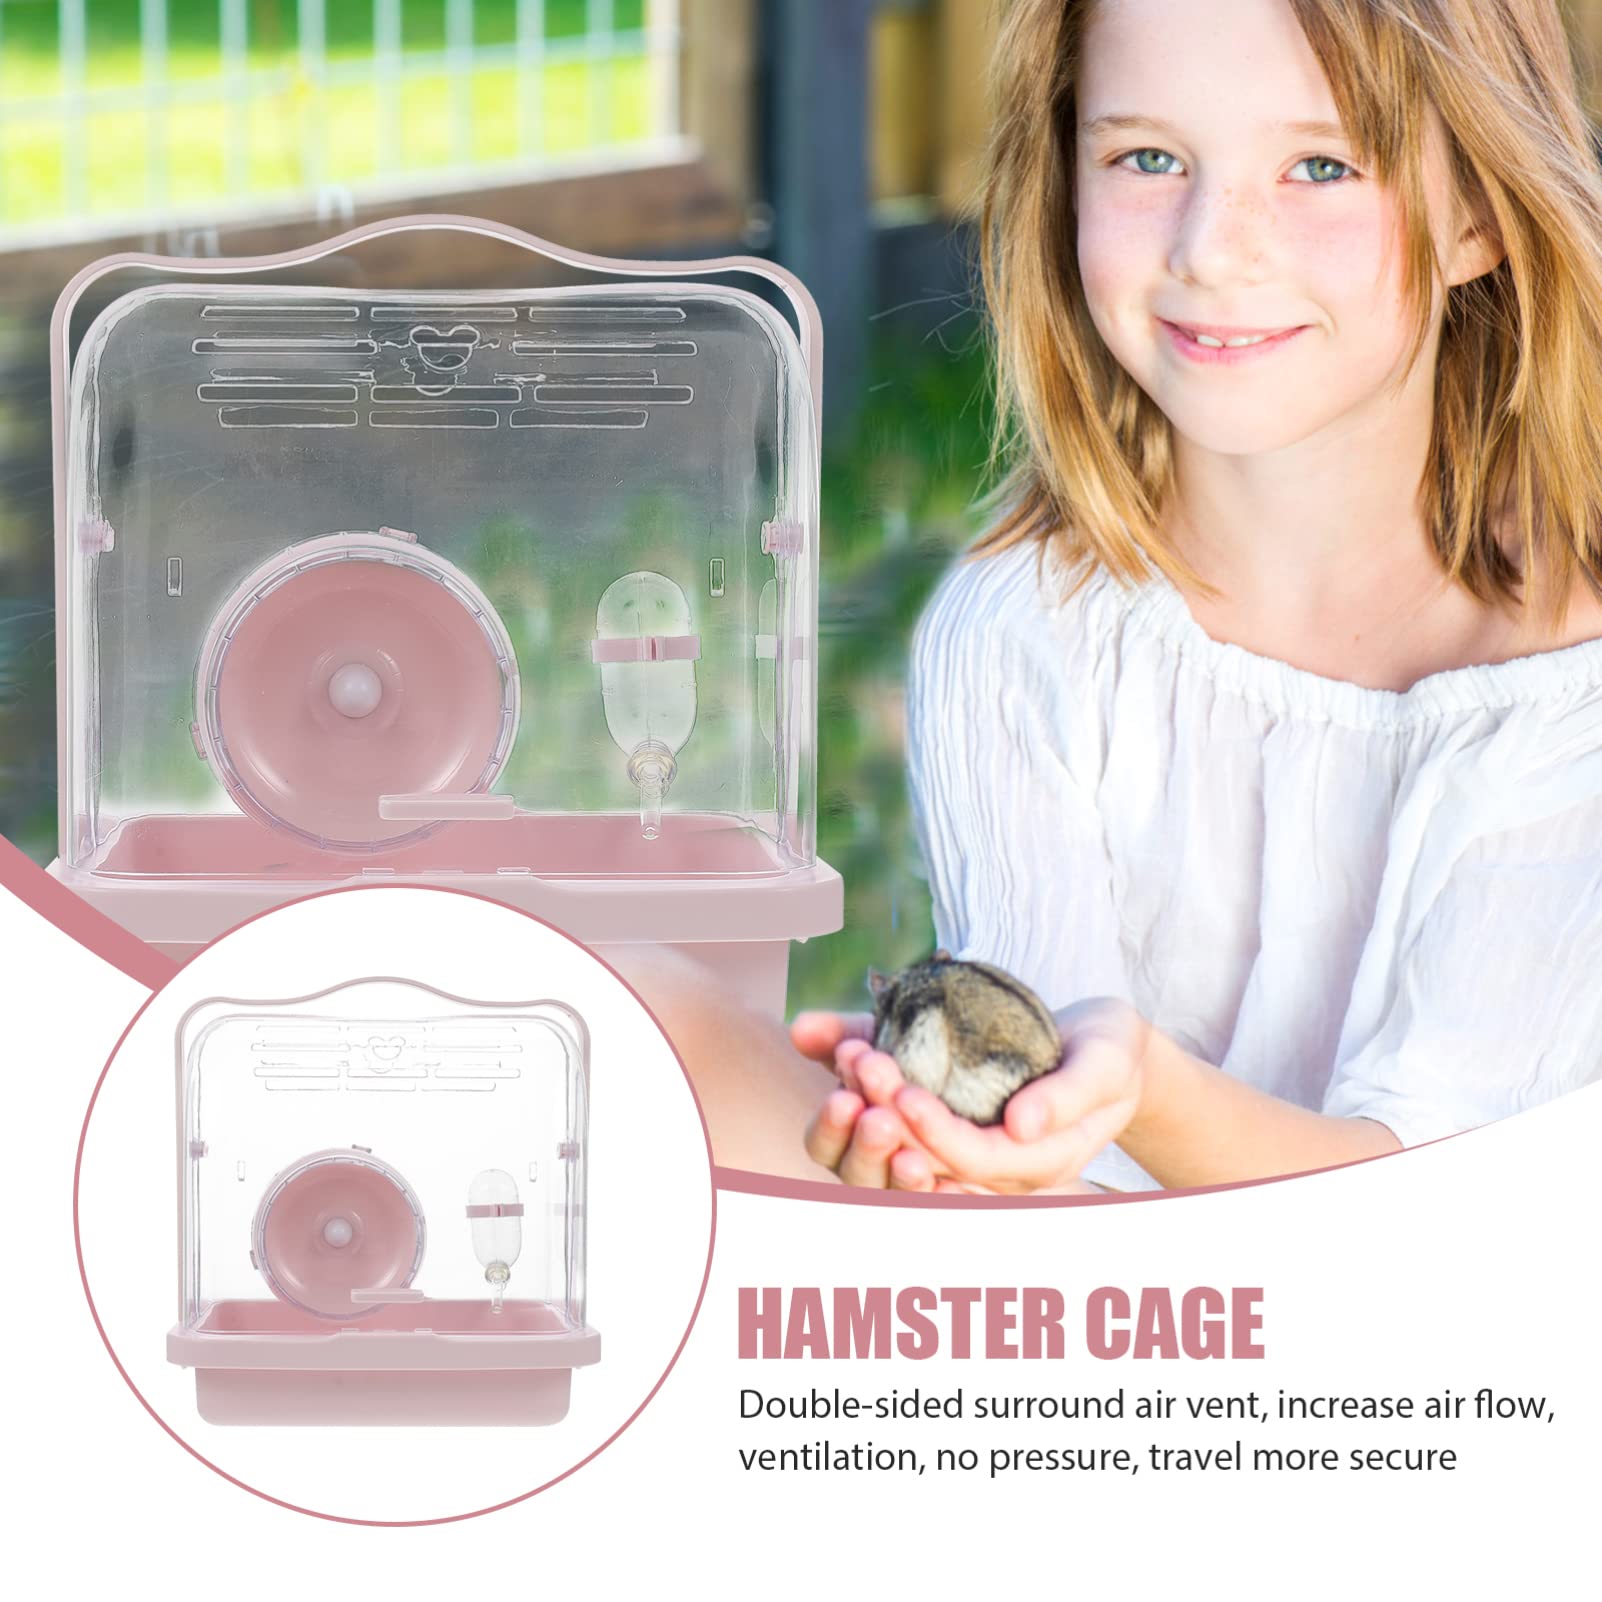 HAMSTER CAGE
Double-sided surround air vent, increase air flow,
ventilation, no pressure, travel more secure